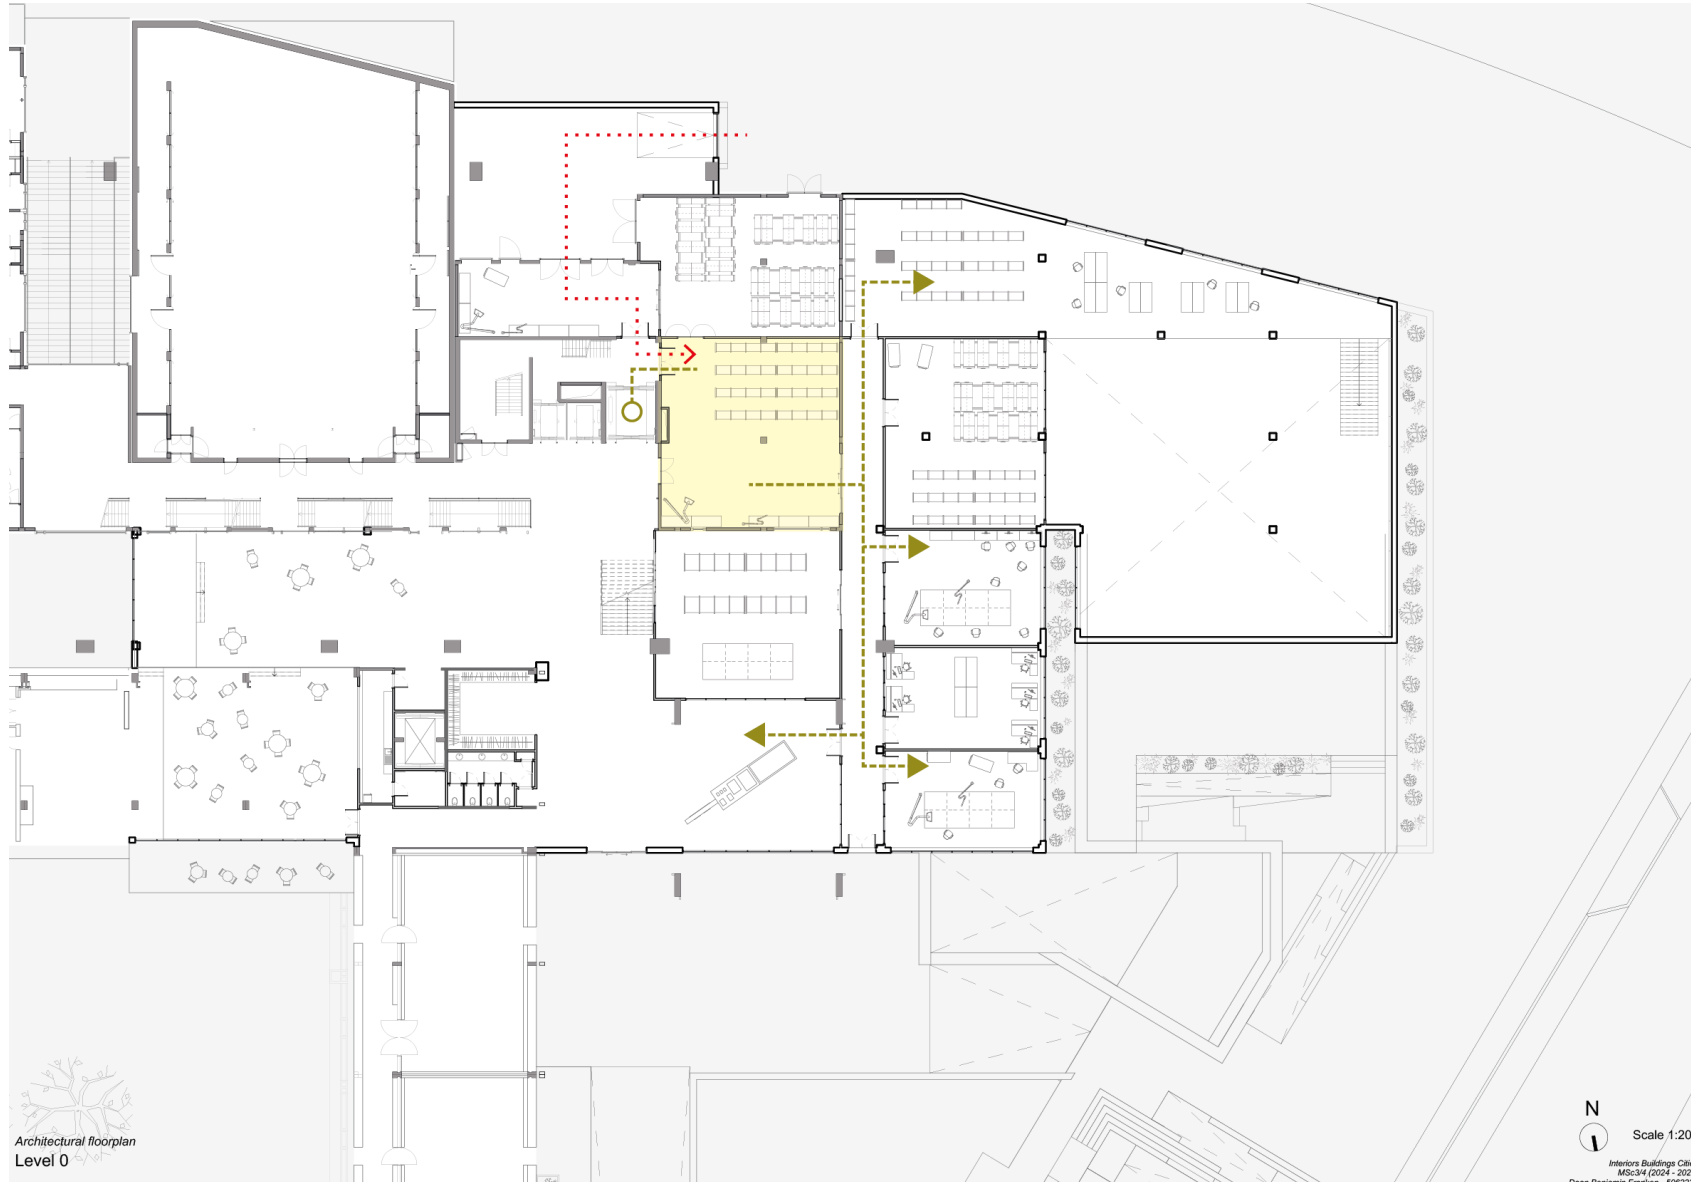 Architectural floorplan
Level 0
N
Scale 1:20
Interiors Buildings Citi
MSc3/4 (2024 - 202